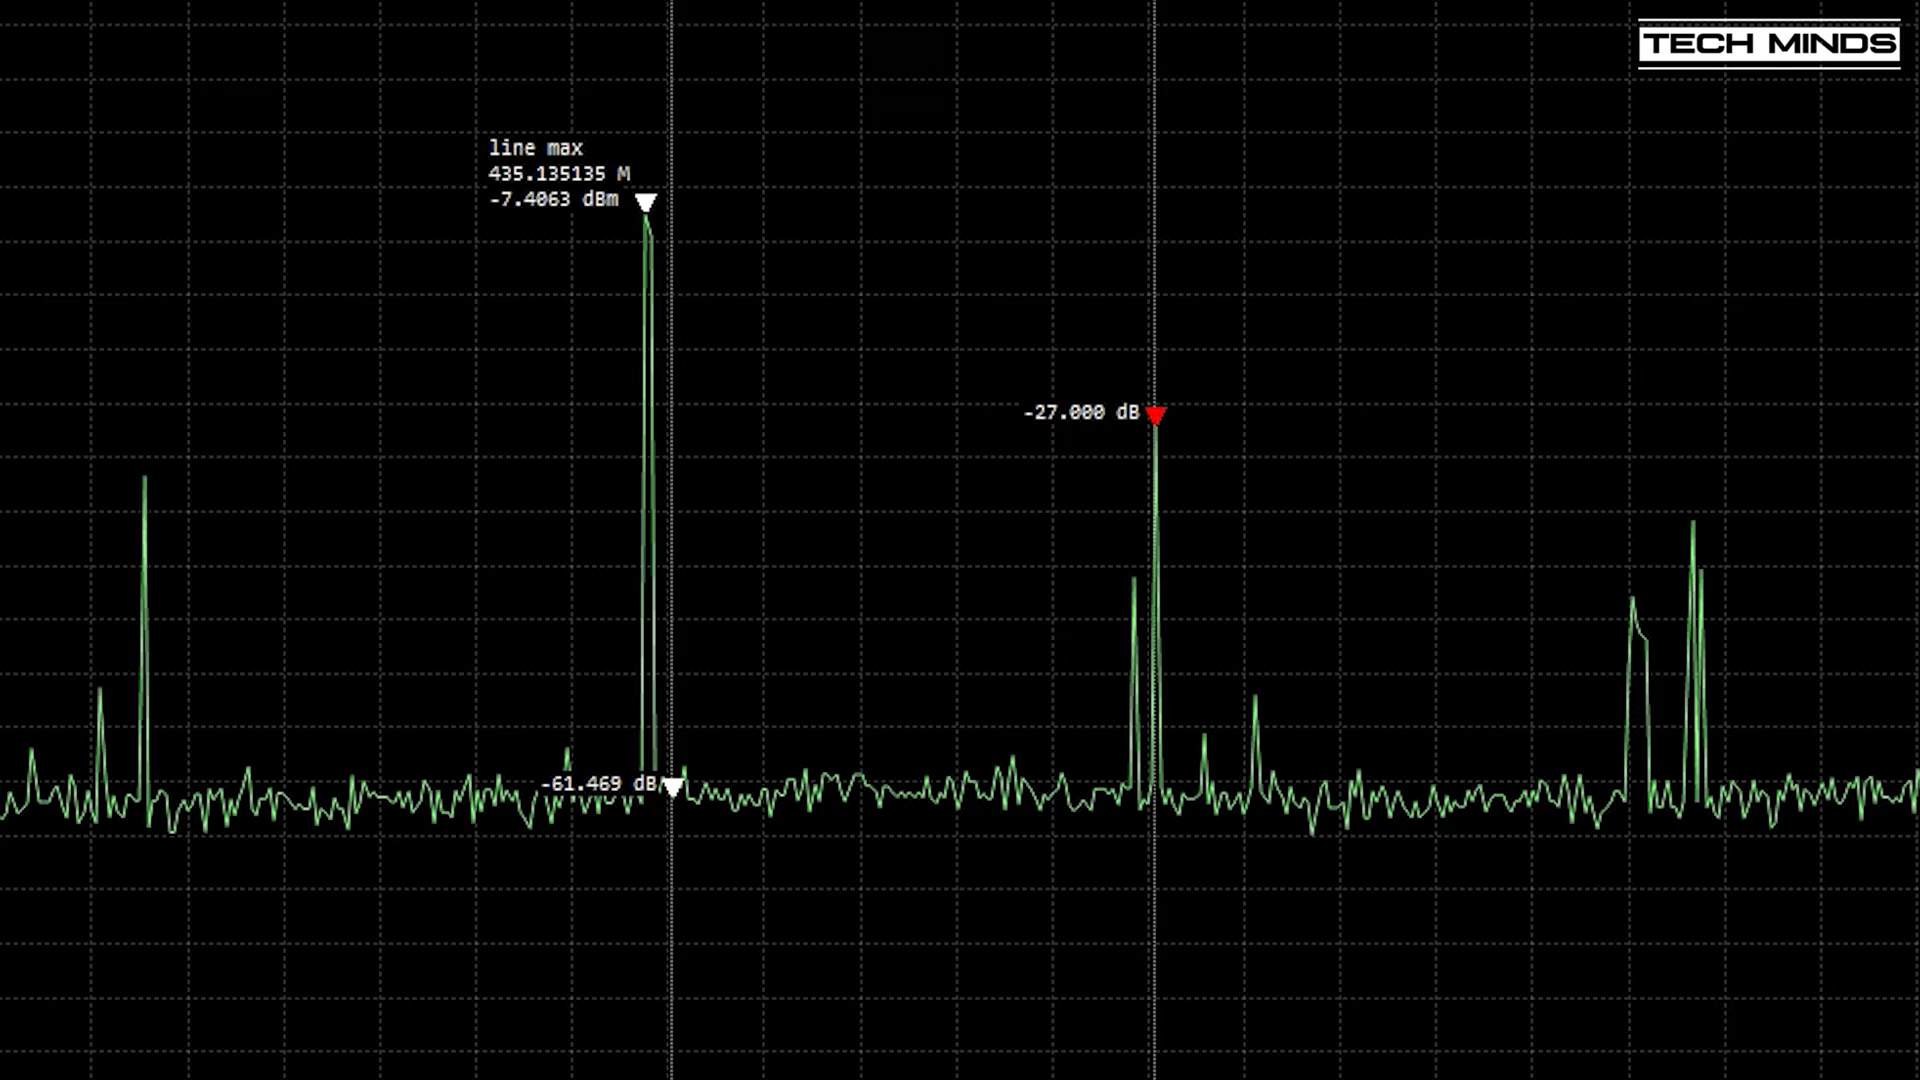 TECH MINDS
line max
435.135135 M
-7.4063 dBm
-27.000 dB
-61.469 dB